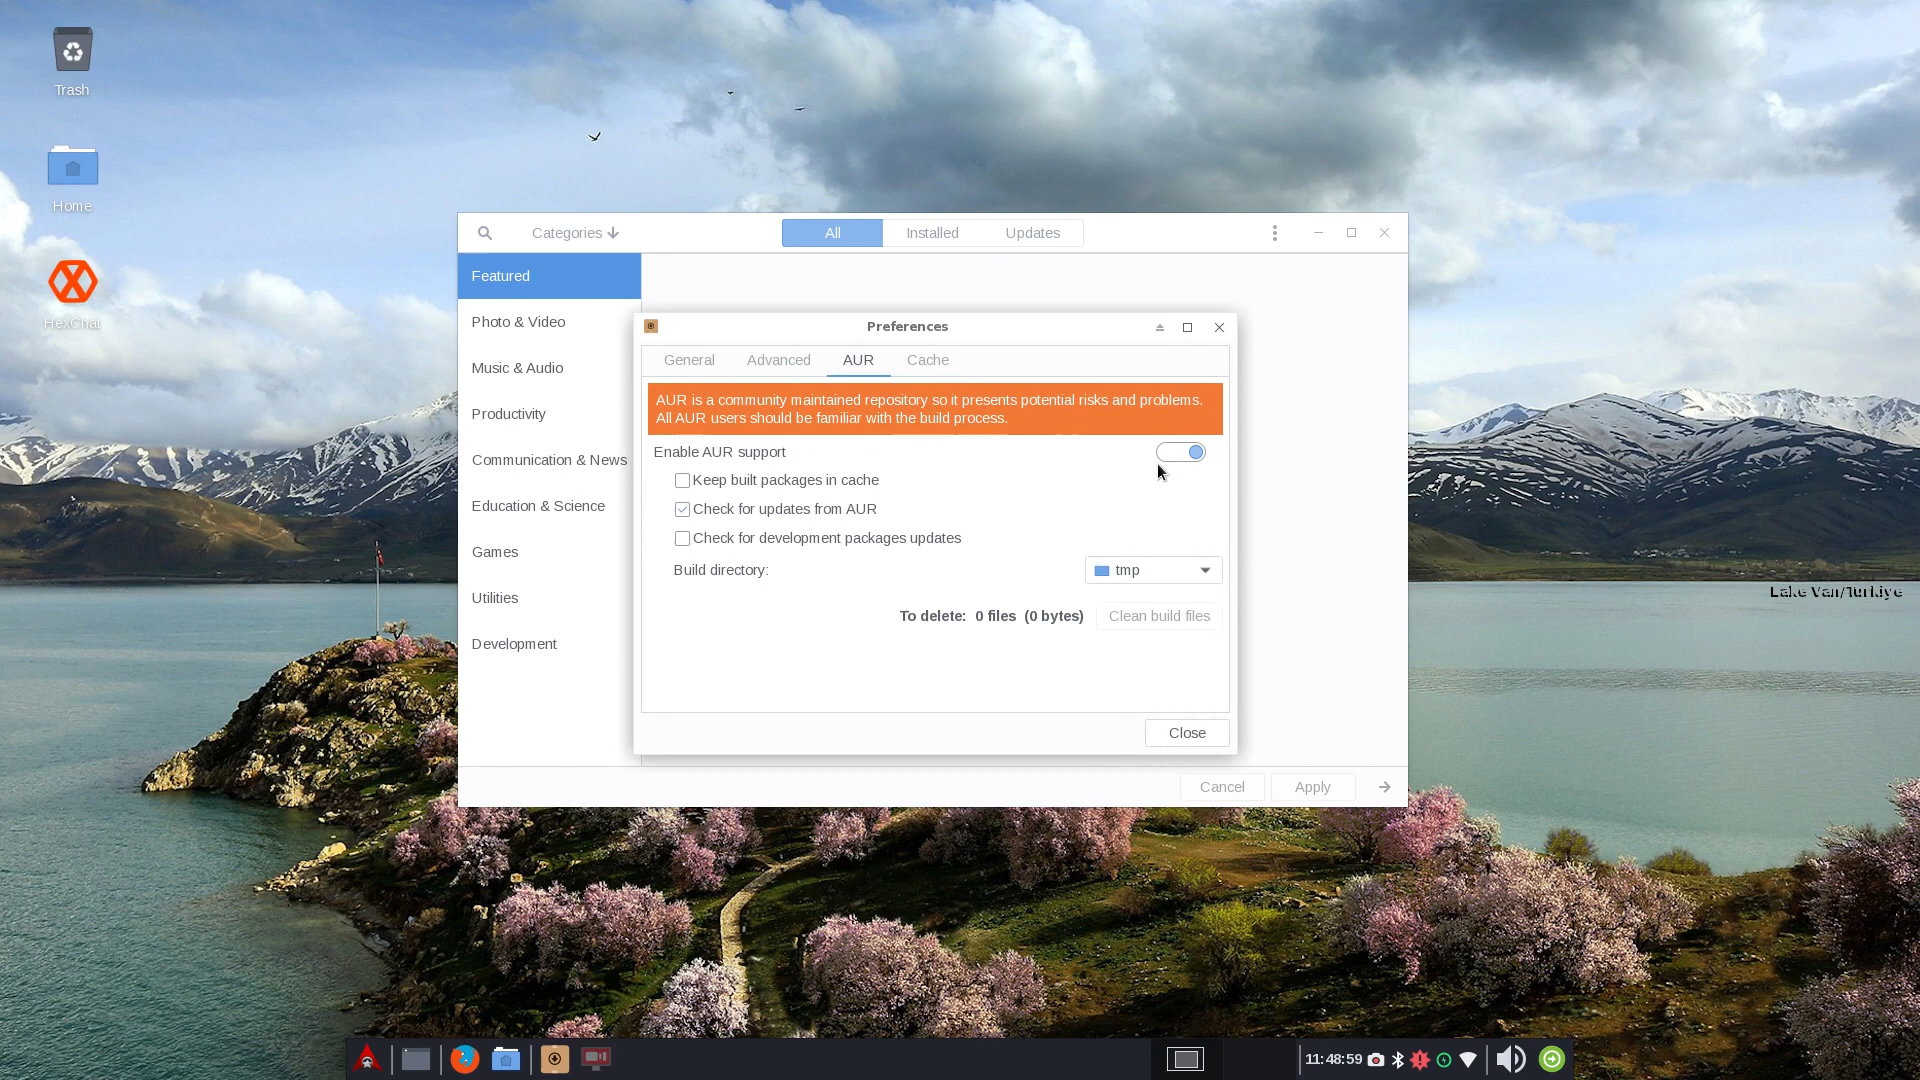 Trash
Home
HexChat
Categories
All
Installed
Updates
Featured
Photo & Video
Music & Audio
Productivity
Communication & News
Education & Science
Games
Utilities
Development
Preferences
General
Advanced
AUR
Cache
AUR is a community maintained repository so it presents potential risks and problems.
All AUR users should be familiar with the build process.
Enable AUR support
Keep built packages in cache
Check for updates from AUR
Check for development packages updates
Build directory:
tmp
To delete: 0 files (0 bytes)
Clean build files
Close
Cancel
Apply
Lake Van/Türkiye
11:48:59